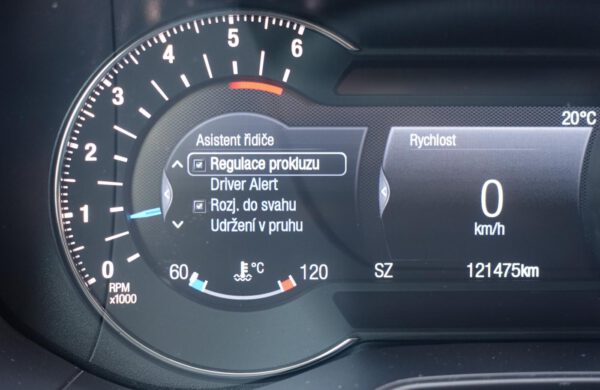 6
5
4
3
2
1
0
RPM
x1000
20°C
Asistent řidiče
Regulace prokluzu
Driver Alert
Rozj. do svahu
Udržení v pruhu
60 °C 120
Rychlost
0
km/h
SZ 121475km